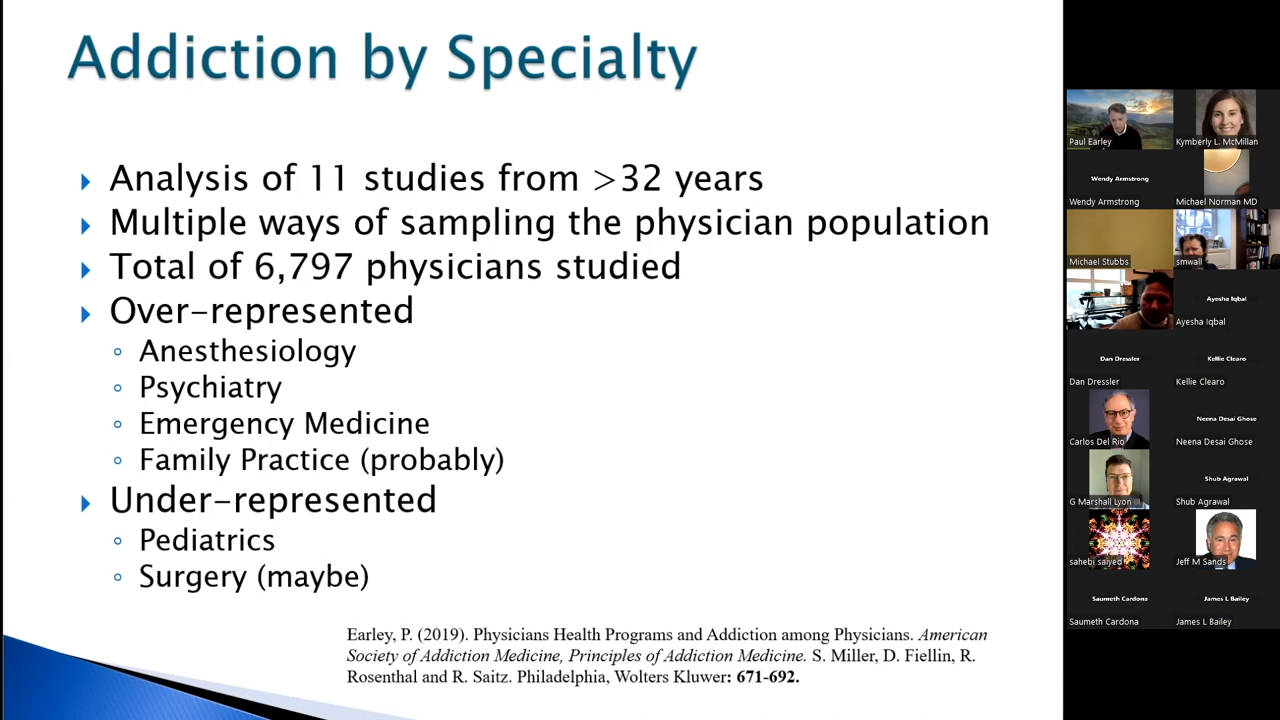 Addiction by Specialty
Analysis of 11 studies from >32 years
Multiple ways of sampling the physician population
Total of 6,797 physicians studied
Over-represented
Anesthesiology
Psychiatry
Emergency Medicine
Family Practice (probably)
Under-represented
Pediatrics
Surgery (maybe)
Earley, P. (2019). Physicians Health Programs and Addiction among Physicians. American
Society of Addiction Medicine, Principles of Addiction Medicine. S. Miller, D. Fiellin, R.
Rosenthal and R. Saitz. Philadelphia, Wolters Kluwer: 671-692.
Paul Earley
Kymberly L. McMillan
Wendy Armstrong
Wendy Armstrong
Michael Norman MD
Michael Stubbs
smwall
Ayesha Iqbal
Ayesha Iqbal
Dan Dressler
Kellie Clearo
Dan Dressler
Kellie Clearo
Carlos Del Rio
Neena Desai Ghose
Neena Desai Ghose
G Marshall Lyon III
Shub Agrawal
Shub Agrawal
sahebi saiyed
Jeff M Sands
Saumeth Cardona
James L Bailey
Saumeth Cardona
James L Bailey